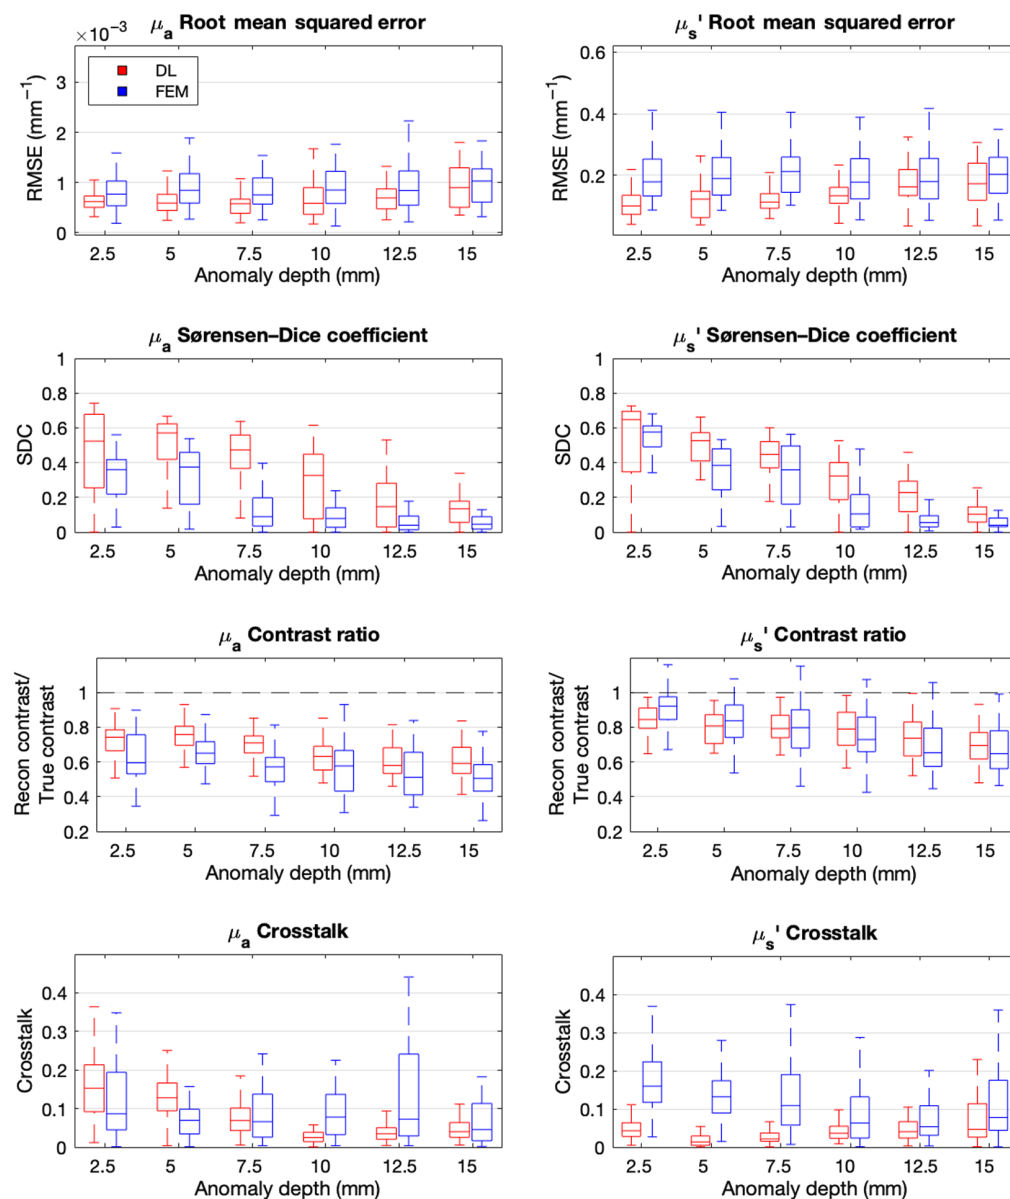 μa Root mean squared error
×10−3
3
2
1
0
RMSE (mm−1)
DL
FEM
2.5 5 7.5 10 12.5 15
Anomaly depth (mm)
μs' Root mean squared error
0.6
0.4
0.2
RMSE (mm−1)
2.5 5 7.5 10 12.5 15
Anomaly depth (mm)
μa Sørensen–Dice coefficient
1
0.8
0.6
0.4
0.2
0
SDC
2.5 5 7.5 10 12.5 15
Anomaly depth (mm)
μs' Sørensen–Dice coefficient
1
0.8
0.6
0.4
0.2
0
SDC
2.5 5 7.5 10 12.5 15
Anomaly depth (mm)
μa Contrast ratio
1
0.8
0.6
0.4
0.2
Recon contrast/
True contrast
2.5 5 7.5 10 12.5 15
Anomaly depth (mm)
μs' Contrast ratio
1
0.8
0.6
0.4
0.2
Recon contrast/
True contrast
2.5 5 7.5 10 12.5 15
Anomaly depth (mm)
μa Crosstalk
0.4
0.3
0.2
0.1
0
Crosstalk
2.5 5 7.5 10 12.5 15
Anomaly depth (mm)
μs' Crosstalk
0.4
0.3
0.2
0.1
0
Crosstalk
2.5 5 7.5 10 12.5 15
Anomaly depth (mm)